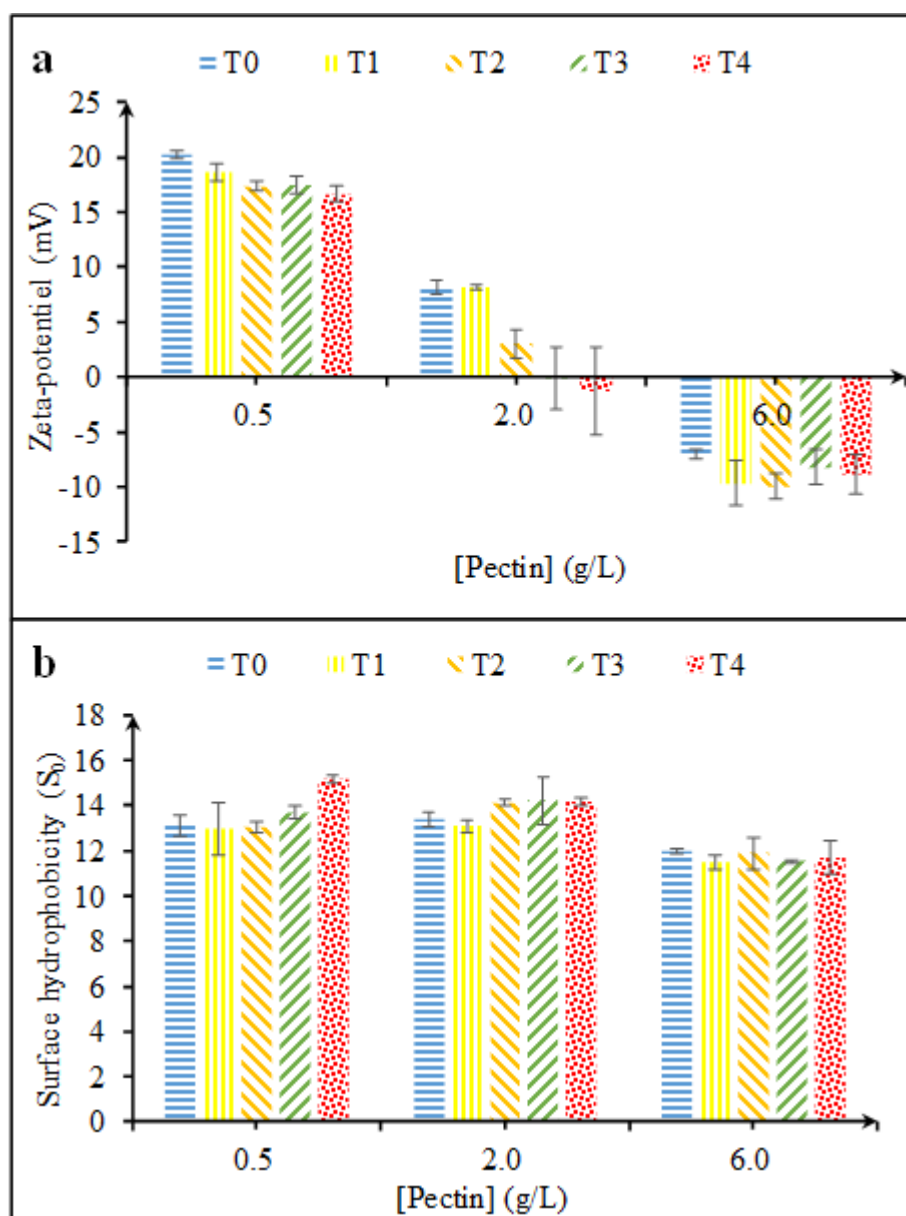 a
T0 T1 T2 T3 T4
Zeta-potentiel (mV)
25
20
15
10
5
0
-5
-10
-15
0.5 2.0 6.0
[Pectin] (g/L)
b
T0 T1 T2 T3 T4
Surface hydrophobicity (S0)
18
16
14
12
10
8
6
4
2
0
0.5 2.0 6.0
[Pectin] (g/L)